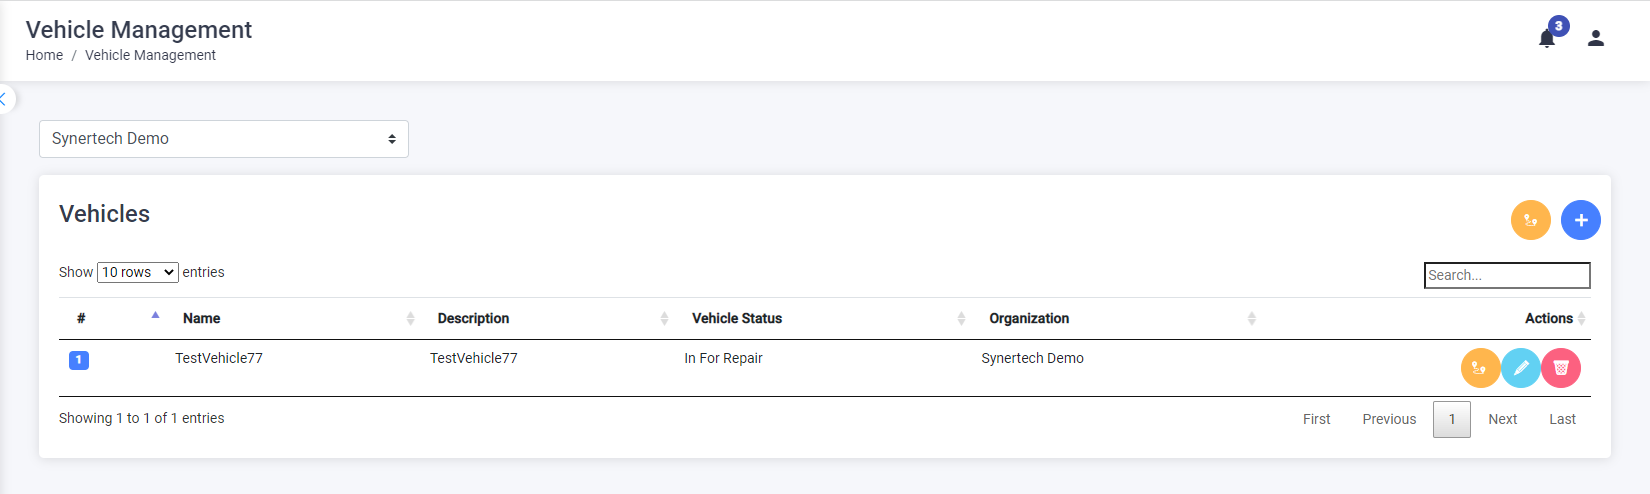 Vehicle Management
3
Home / Vehicle Management
Synertech Demo
Vehicles
Show 10 rows entries
Search...
# Name Description Vehicle Status Organization Actions
1 TestVehicle77 TestVehicle77 In For Repair Synertech Demo
Showing 1 to 1 of 1 entries
First Previous 1 Next Last